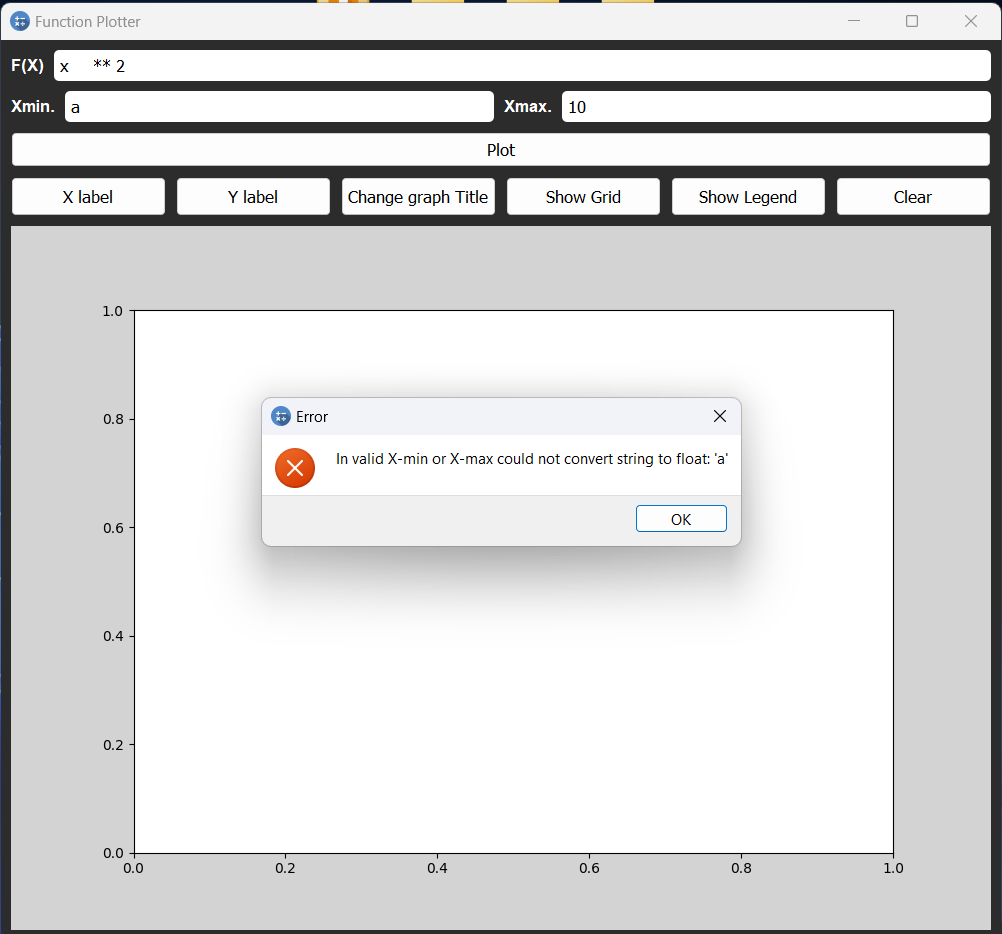 Function Plotter
F(X) x ** 2
Xmin. a Xmax. 10
Plot
X label Y label Change graph Title Show Grid Show Legend Clear
1.0
Error
0.8
In valid X-min or X-max could not convert string to float: 'a'
OK
0.6
0.4
0.2
0.0
0.0 0.2 0.4 0.6 0.8 1.0